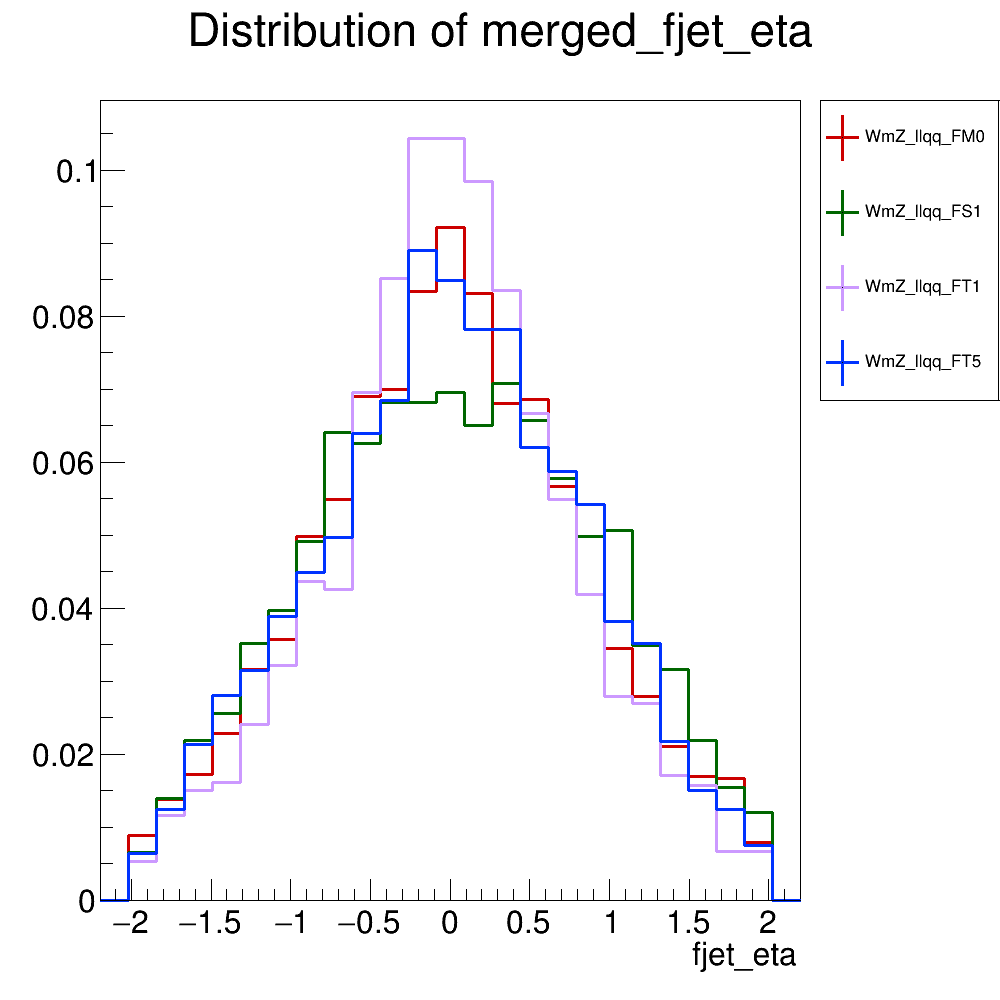 Distribution of merged_fjet_eta
WmZ_llqq_FM0
WmZ_llqq_FS1
WmZ_llqq_FT1
WmZ_llqq_FT5
0.1
0.08
0.06
0.04
0.02
0
−2 −1.5 −1 −0.5 0 0.5 1 1.5 2
fjet_eta